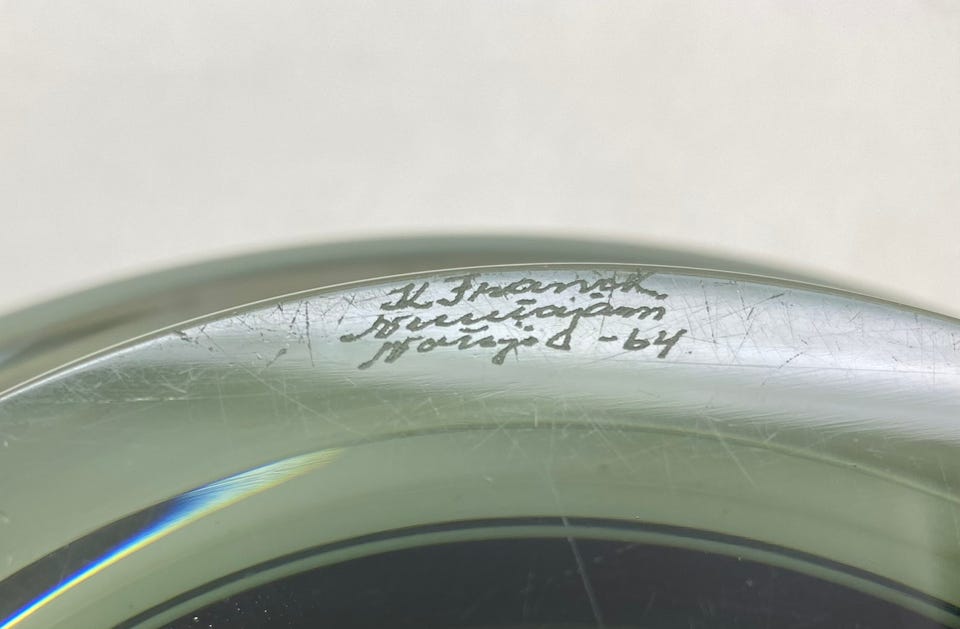 K Franck
Nuutajärvi
Notsjö -64